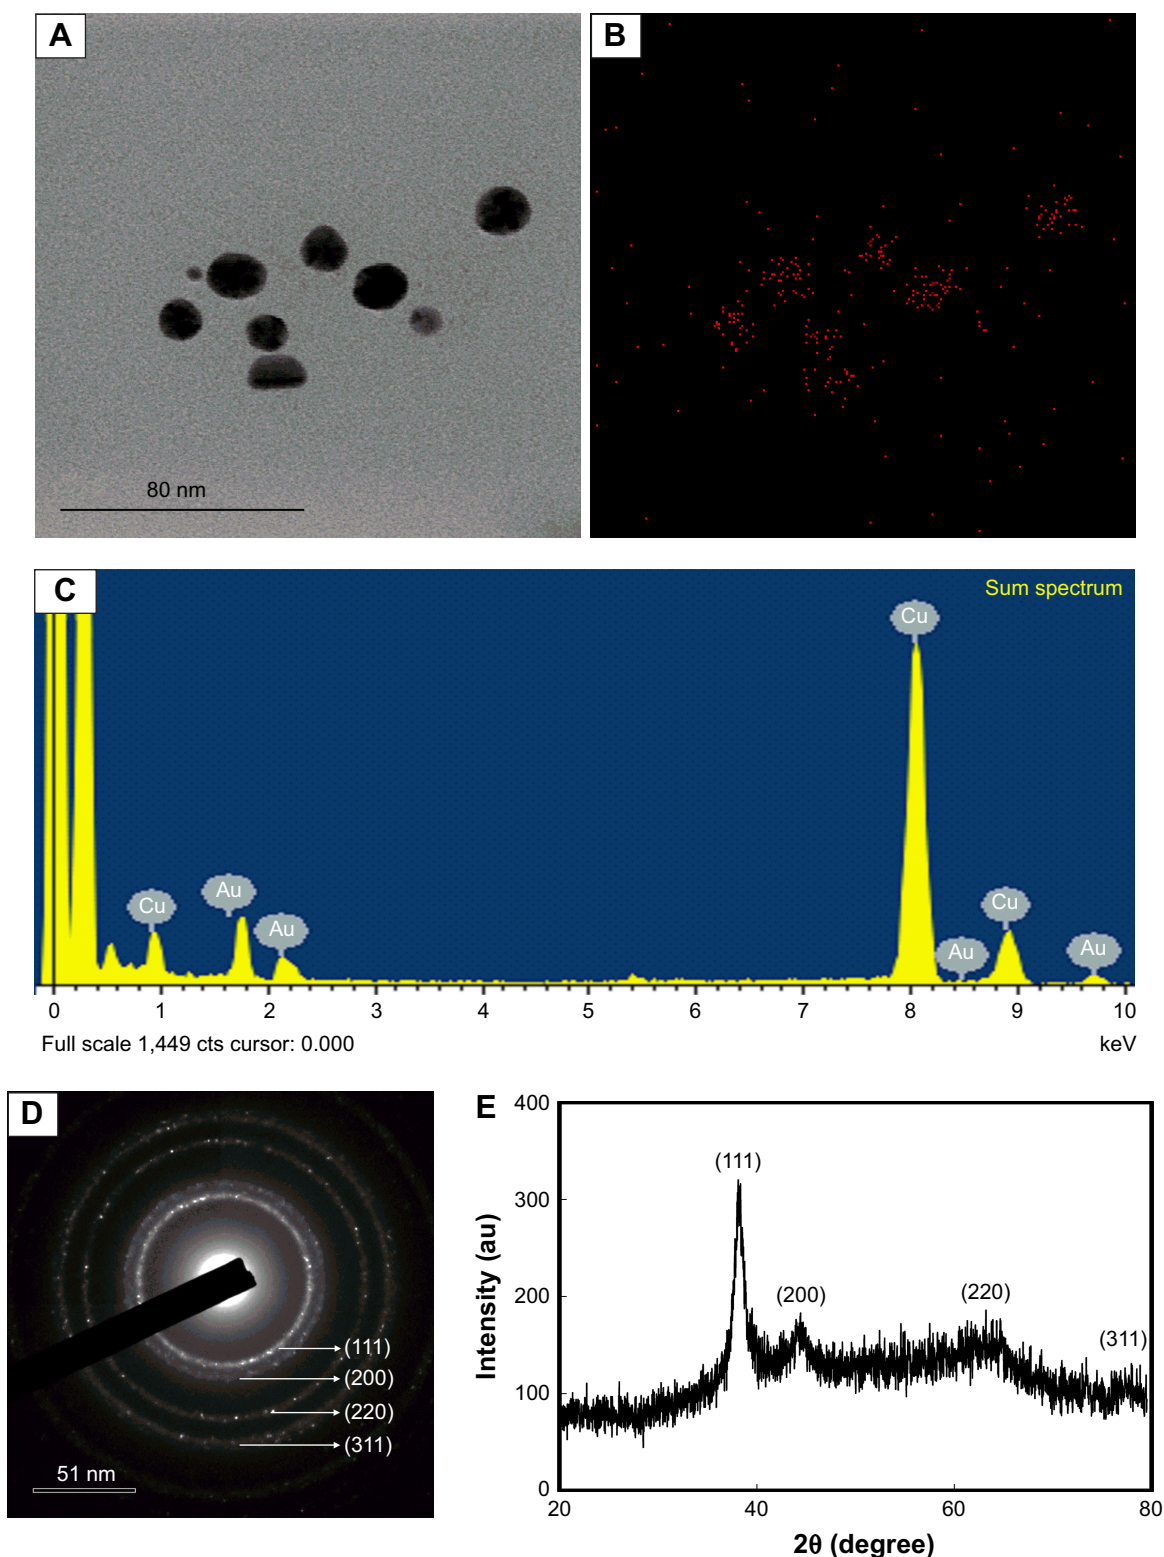 A
B
80 nm
C
Sum spectrum
Cu
Cu
Au
Au
Au
Cu
Au
0 1 2 3 4 5 6 7 8 9 10
Full scale 1,449 cts cursor: 0.000
keV
D
(111)
(200)
(220)
(311)
51 nm
E
400
300
200
100
0
Intensity (au)
(111)
(200)
(220)
(311)
20 40 60 80
2θ (degree)